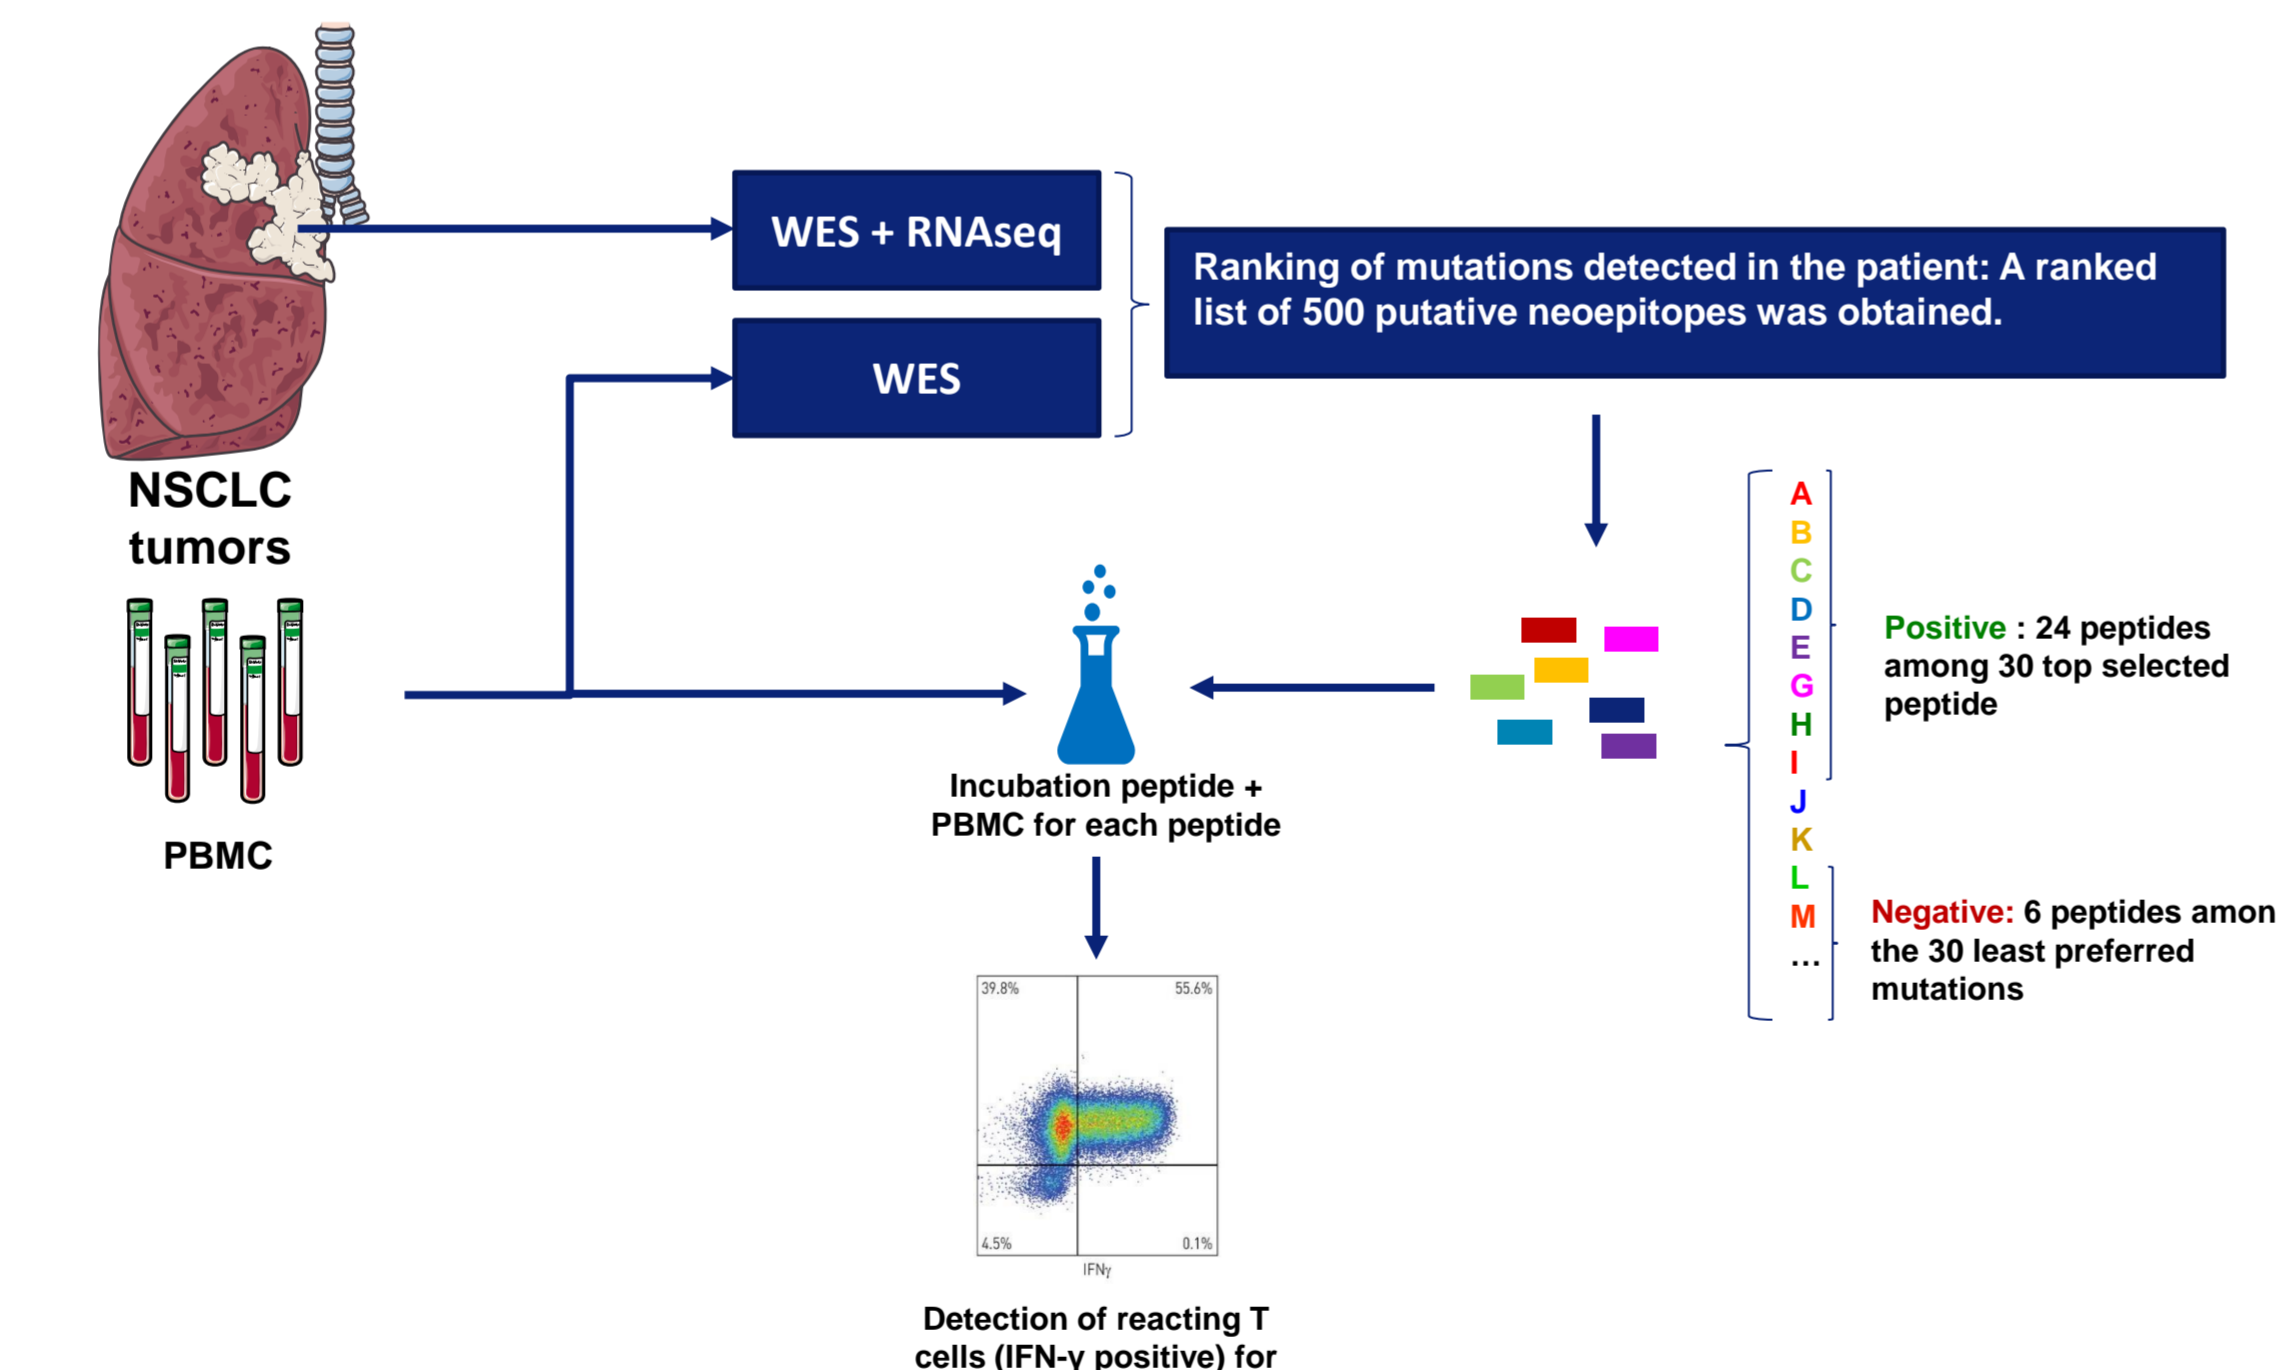 WES + RNAseq
WES
Ranking of mutations detected in the patient: A ranked
list of 500 putative neoepitopes was obtained.
NSCLC
tumors
PBMC
Incubation peptide +
PBMC for each peptide
A
B
C
D
E
G
H
I
J
K
L
M
...
Positive : 24 peptides
among 30 top selected
peptide
Negative: 6 peptides amon
the 30 least preferred
mutations
39.8%
55.6%
4.5%
0.1%
IFNγ
Detection of reacting T
cells (IFN-γ positive) for